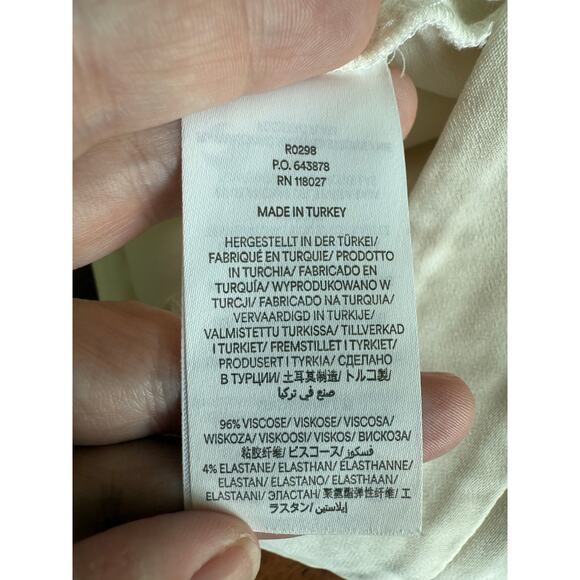 R0298
P.O. 643878
RN 118027
MADE IN TURKEY
HERGESTELLT IN DER TÜRKEI/
FABRIQUÉ EN TURQUIE/ PRODOTTO
IN TURCHIA/ FABRICADO EN
TURQUÍA/ WYPRODUKOWANO W
TURCJI/ FABRICADO NA TURQUIA/
VERVAARDIGD IN TURKIJE/
VALMISTETTU TURKISSA/ TILLVERKAD
I TURKIET/ FREMSTILLET I TYRKIET/
PRODUSERT I TYRKIA/ СДЕЛАНО
В ТУРЦИИ/ 土耳其制造/ トルコ製/
صنع في تركيا/
96% VISCOSE/ VISKOSE/ VISCOSA/
WISKOZA/ VISKOOSI/ VISKOS/ ВИСКОЗА/
粘胶纤维/ ビスコース/ فسكوز/
4% ELASTANE/ ELASTHAN/ ELASTHANNE/
ELASTAN/ ELASTANO/ ELASTHAAN/
ELASTAANI/ ЭЛАСТАН/ 聚氨酯弹性纤维/ エ
ラスタン/ إيلاستين/